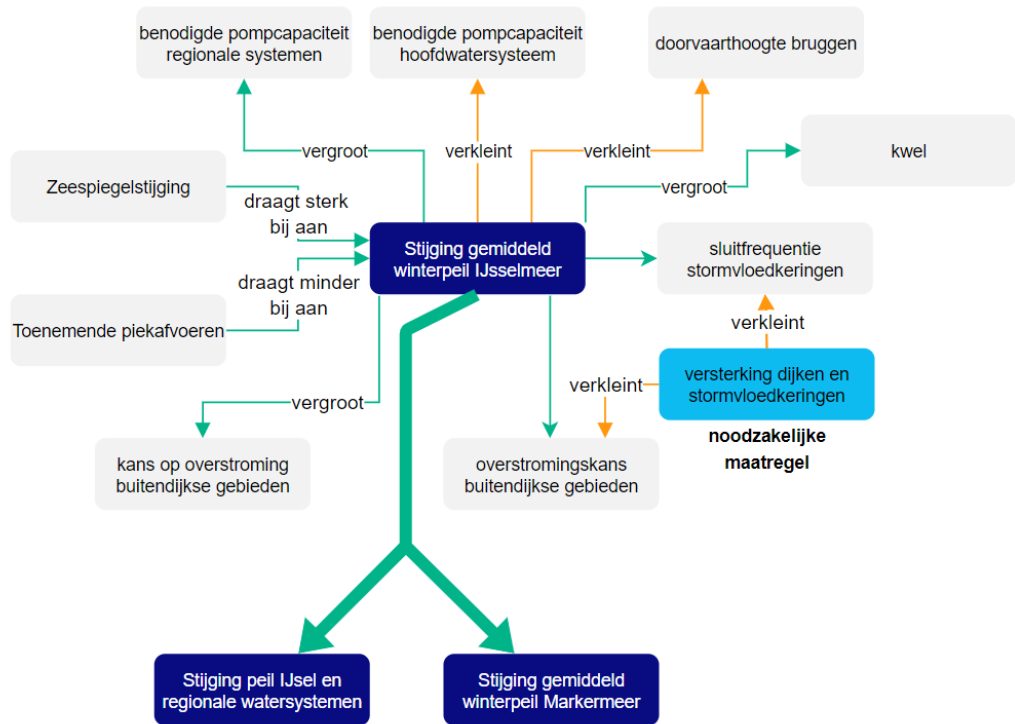 benodigde pompcapaciteit
regionale systemen
benodigde pompcapaciteit
hoofdwatersysteem
doorvaarthoogte bruggen
vergroot
verkleint
verkleint
kwel
Zeespiegelstijging
vergroot
draagt sterk
bij aan
Stijging gemiddeld
winterpeil IJsselmeer
sluitfrequentie
stormvloedkeringen
draagt minder
bij aan
Toenemende piekafvoeren
verkleint
versterking dijken en
stormvloedkeringen
verkleint
vergroot
noodzakelijke
maatregel
kans op overstroming
buitendijkse gebieden
overstromingskans
buitendijkse gebieden
Stijging peil IJsel en
regionale watersystemen
Stijging gemiddeld
winterpeil Markermeer